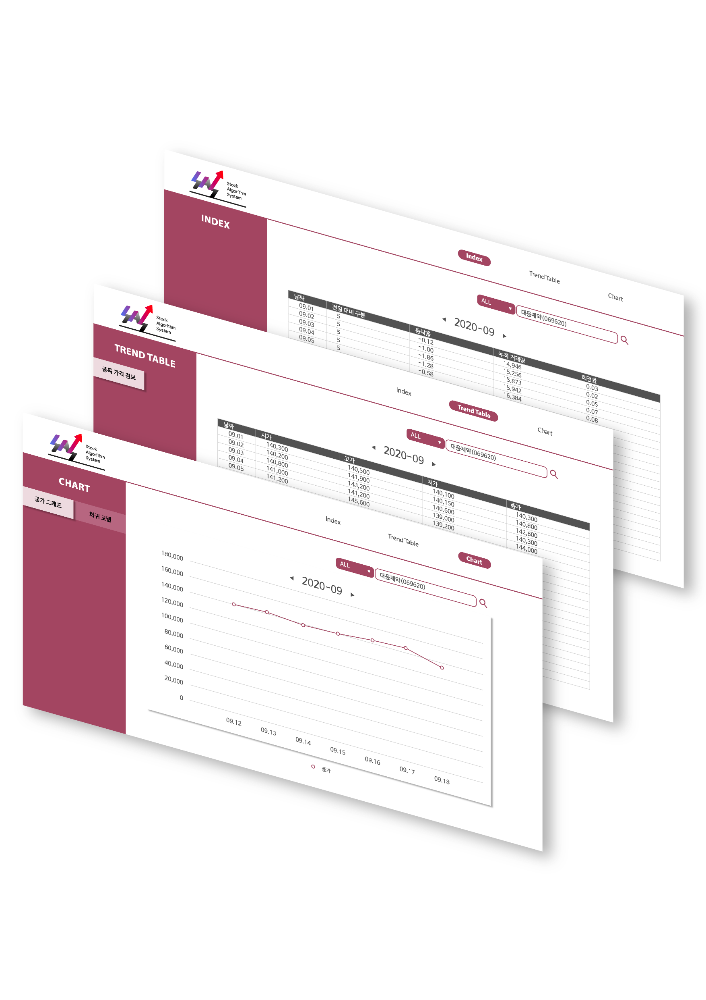 Stock
Algorithm
System
INDEX
Index
Trend Table
Chart
ALL
대웅제약(069620)
2020-09
날짜 전일 대비 구분 등락율 누적 거래량 회전율
09.01 5 -0.12 14,946 0.03
09.02 5 -1.00 15,256 0.02
09.03 5 -1.86 15,873 0.05
09.04 5 -1.28 15,942 0.07
09.05 5 -0.58 16,384 0.08
Stock
Algorithm
System
TREND TABLE
종목 가격 정보
Index
Trend Table
Chart
ALL
대웅제약(069620)
2020-09
날짜 시가 고가 저가 종가
09.01 140,300 140,500 140,100 140,300
09.02 140,200 141,900 140,150 140,800
09.03 140,800 143,200 140,600 142,600
09.04 141,000 141,200 139,000 140,300
09.05 141,200 145,600 139,200 144,000
Stock
Algorithm
System
CHART
종가 그래프
회귀 모델
Index
Trend Table
Chart
ALL
대웅제약(069620)
2020-09
180,000
160,000
140,000
120,000
100,000
80,000
60,000
40,000
20,000
0
09.12 09.13 09.14 09.15 09.16 09.17 09.18
종가